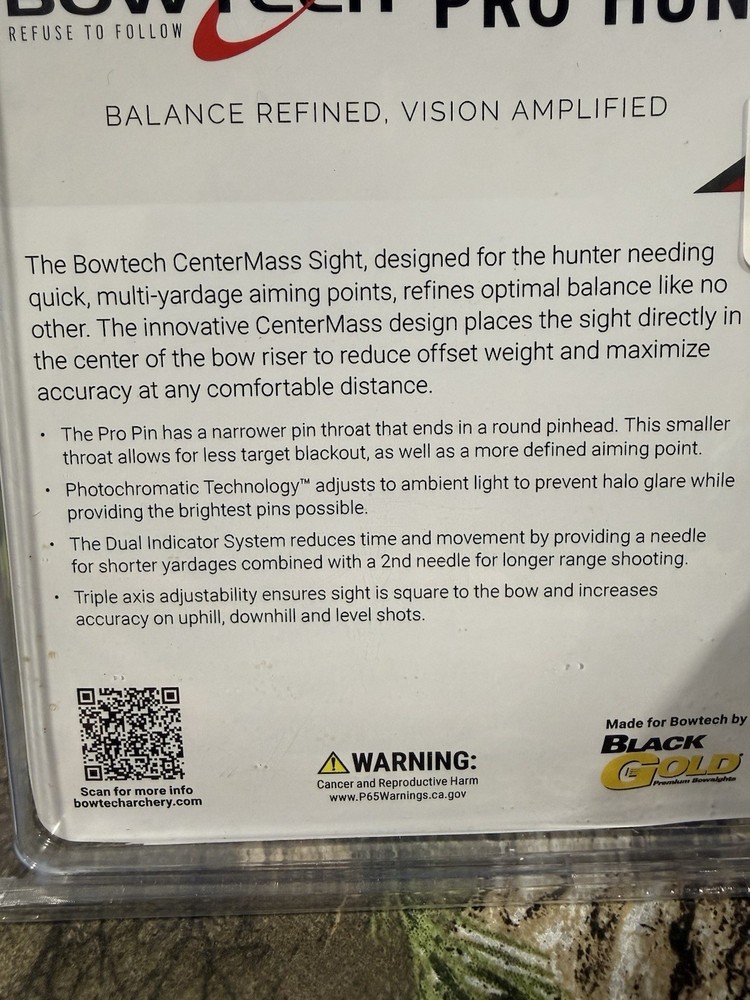 BOWTECH PRO HUN
REFUSE TO FOLLOW
BALANCE REFINED, VISION AMPLIFIED
The Bowtech CenterMass Sight, designed for the hunter needing
quick, multi-yardage aiming points, refines optimal balance like no
other. The innovative CenterMass design places the sight directly in
the center of the bow riser to reduce offset weight and maximize
accuracy at any comfortable distance.
• The Pro Pin has a narrower pin throat that ends in a round pinhead. This smaller
throat allows for less target blackout, as well as a more defined aiming point.
• Photochromatic Technology™ adjusts to ambient light to prevent halo glare while
providing the brightest pins possible.
• The Dual Indicator System reduces time and movement by providing a needle
for shorter yardages combined with a 2nd needle for longer range shooting.
• Triple axis adjustability ensures sight is square to the bow and increases
accuracy on uphill, downhill and level shots.
Scan for more info
bowtecharchery.com
WARNING:
Cancer and Reproductive Harm
www.P65Warnings.ca.gov
Made for Bowtech by
BLACK
GOLD
Premium Bowsights